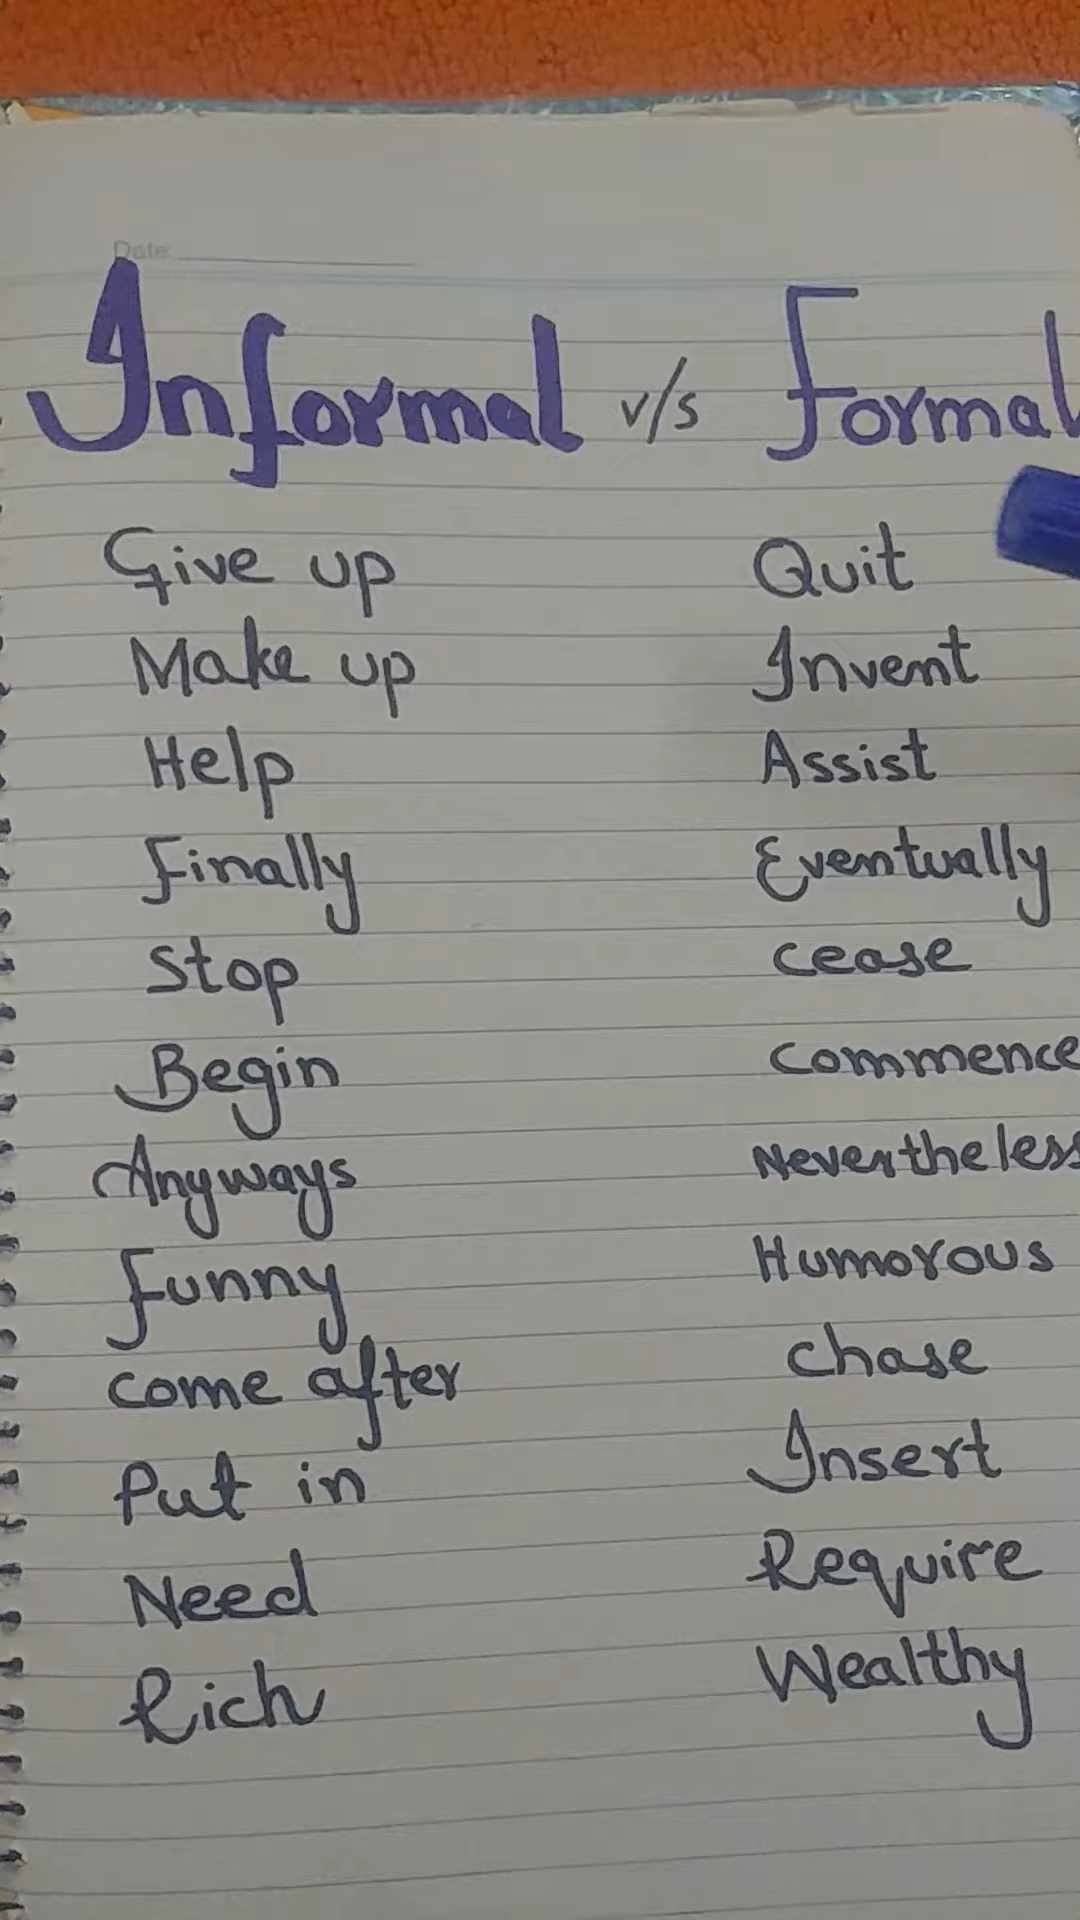 Date:
Informal v/s Formal
Give up Quit
Make up Invent
Help Assist
Finally Eventually
Stop cease
Begin commence
Anyways Nevertheless
Funny Humorous
come after chase
Put in Insert
Need Require
Rich Wealthy